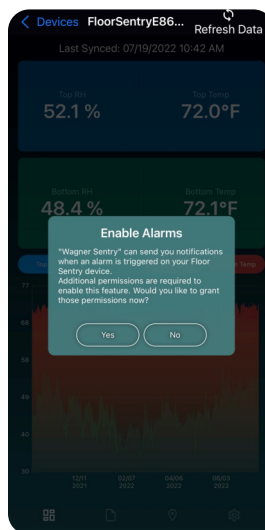 Devices FloorSentryE86... Refresh Data
Last Synced: 07/19/2022 10:42 AM
Top RH Top Temp
52.1 % 72.0°F
Bottom RH Bottom Temp
48.4 % 72.1°F
Enable Alarms
"Wagner Sentry" can send you notifications
when an alarm is triggered on your Floor
Sentry device.
Additional permissions are required to
enable this feature. Would you like to grant
those permissions now?
Yes No
77
68
58
49
40
30
12/11 02/07 04/06 06/03
2021 2022 2022 2022